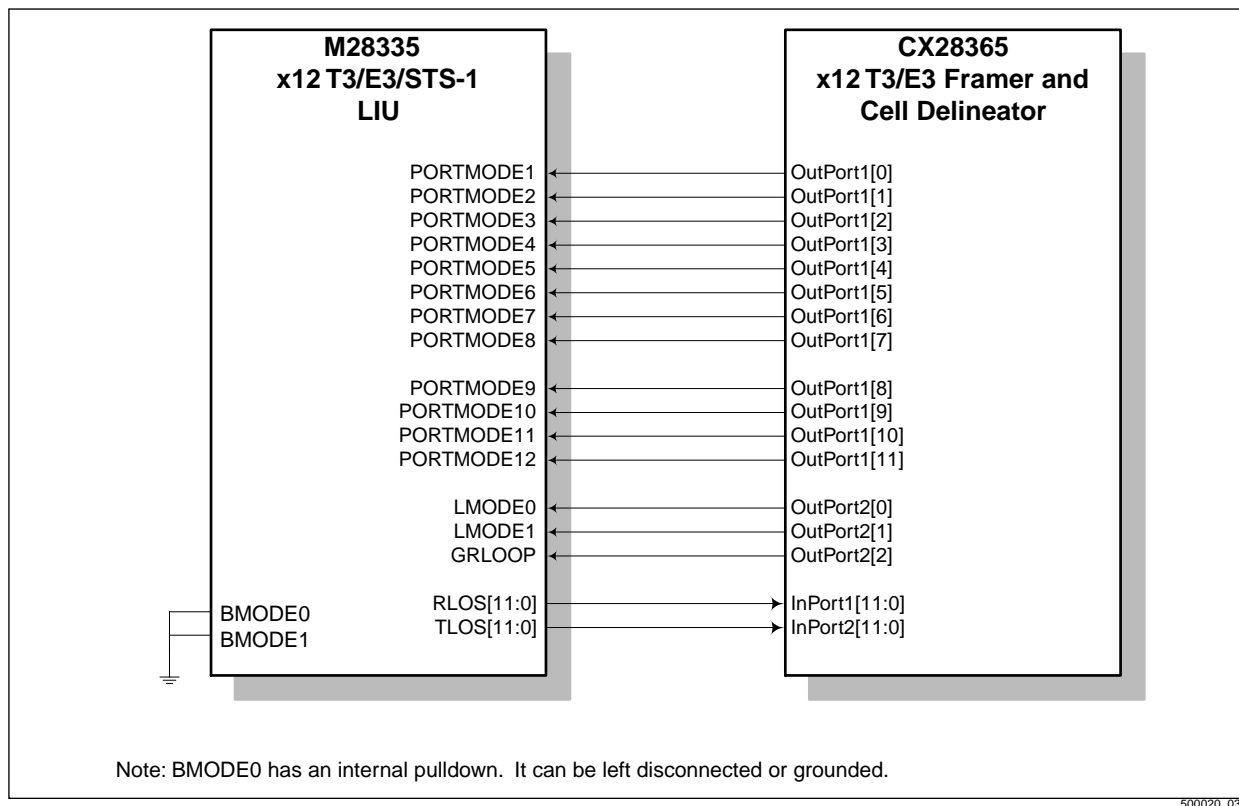 M28335
x12 T3/E3/STS-1
LIU
CX28365
x12 T3/E3 Framer and
Cell Delineator
PORTMODE1 OutPort1[0]
PORTMODE2 OutPort1[1]
PORTMODE3 OutPort1[2]
PORTMODE4 OutPort1[3]
PORTMODE5 OutPort1[4]
PORTMODE6 OutPort1[5]
PORTMODE7 OutPort1[6]
PORTMODE8 OutPort1[7]
PORTMODE9 OutPort1[8]
PORTMODE10 OutPort1[9]
PORTMODE11 OutPort1[10]
PORTMODE12 OutPort1[11]
LMODE0 OutPort2[0]
LMODE1 OutPort2[1]
GRLOOP OutPort2[2]
RLOS[11:0] InPort1[11:0]
TLOS[11:0] InPort2[11:0]
BMODE0
BMODE1
Note: BMODE0 has an internal pulldown. It can be left disconnected or grounded.
500020_03